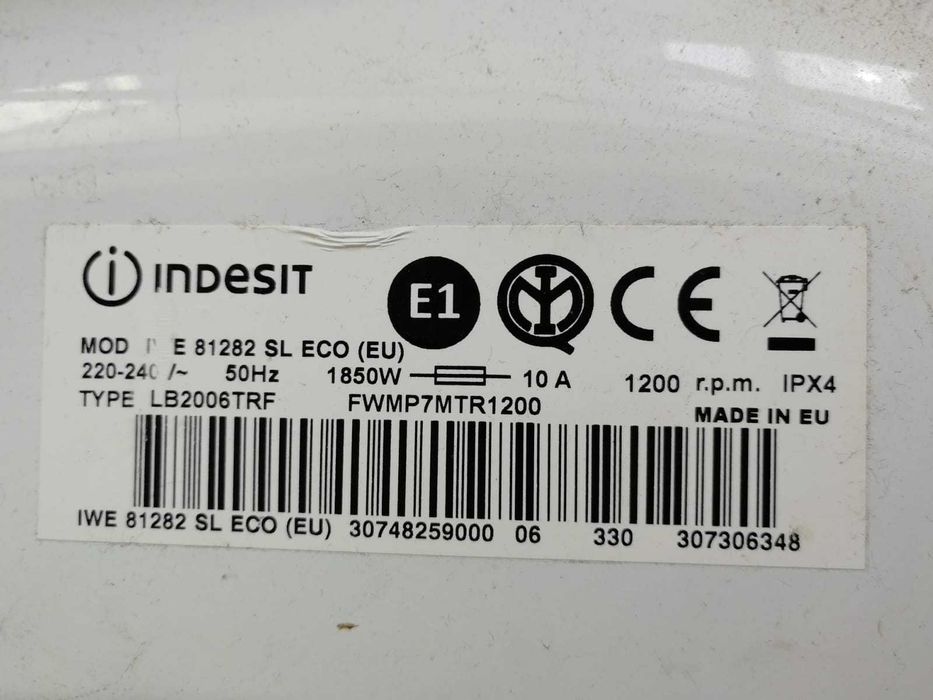 INDESIT
E1
CE
MOD E 81282 SL ECO (EU)
220-240 /~ 50Hz 1850W 10 A 1200 r.p.m. IPX4
TYPE LB2006TRF FWMP7MTR1200 MADE IN EU
IWE 81282 SL ECO (EU) 30748259000 06 330 307306348